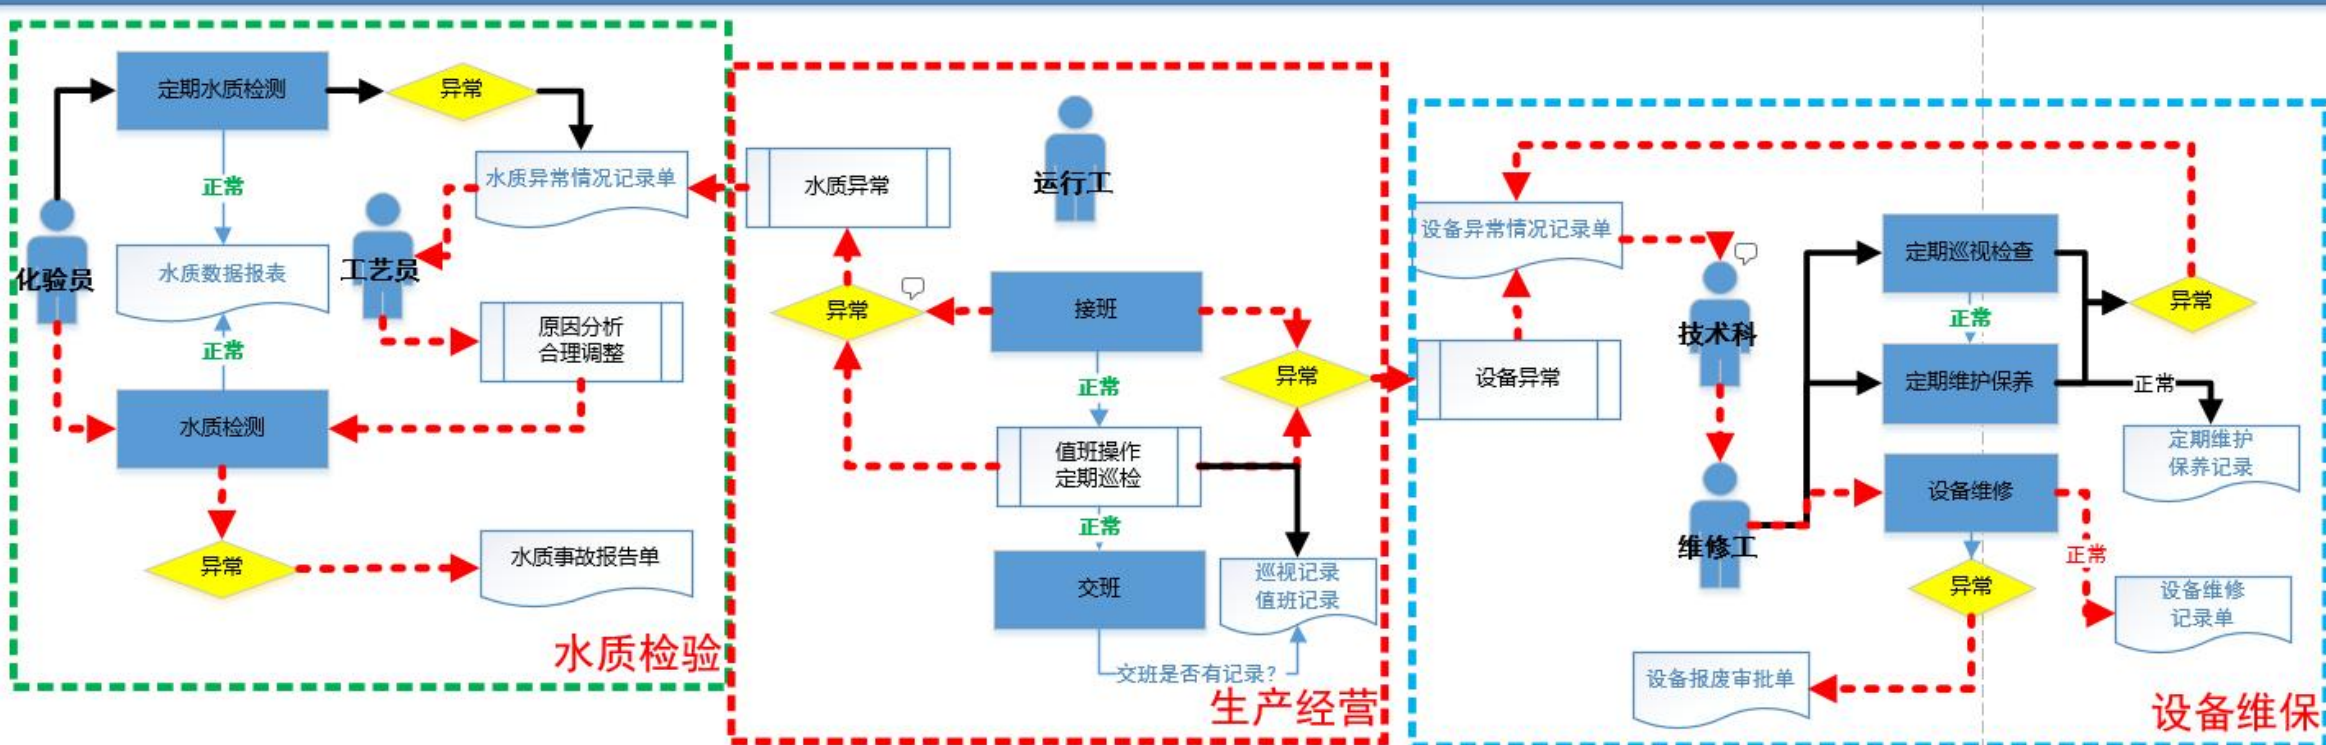 定期水质检测
异常
正常
水质异常情况记录单
化验员
水质数据报表
工艺员
正常
原因分析
合理调整
水质检测
异常
水质事故报告单
水质检验
水质异常
运行工
异常
接班
异常
正常
值班操作
定期巡检
正常
交班
巡视记录
值班记录
交班是否有记录?
生产经营
设备异常情况记录单
设备异常
技术科
维修工
定期巡视检查
正常
异常
定期维护保养
正常
定期维护
保养记录
设备维修
正常
异常
设备维修
记录单
设备报废审批单
设备维保